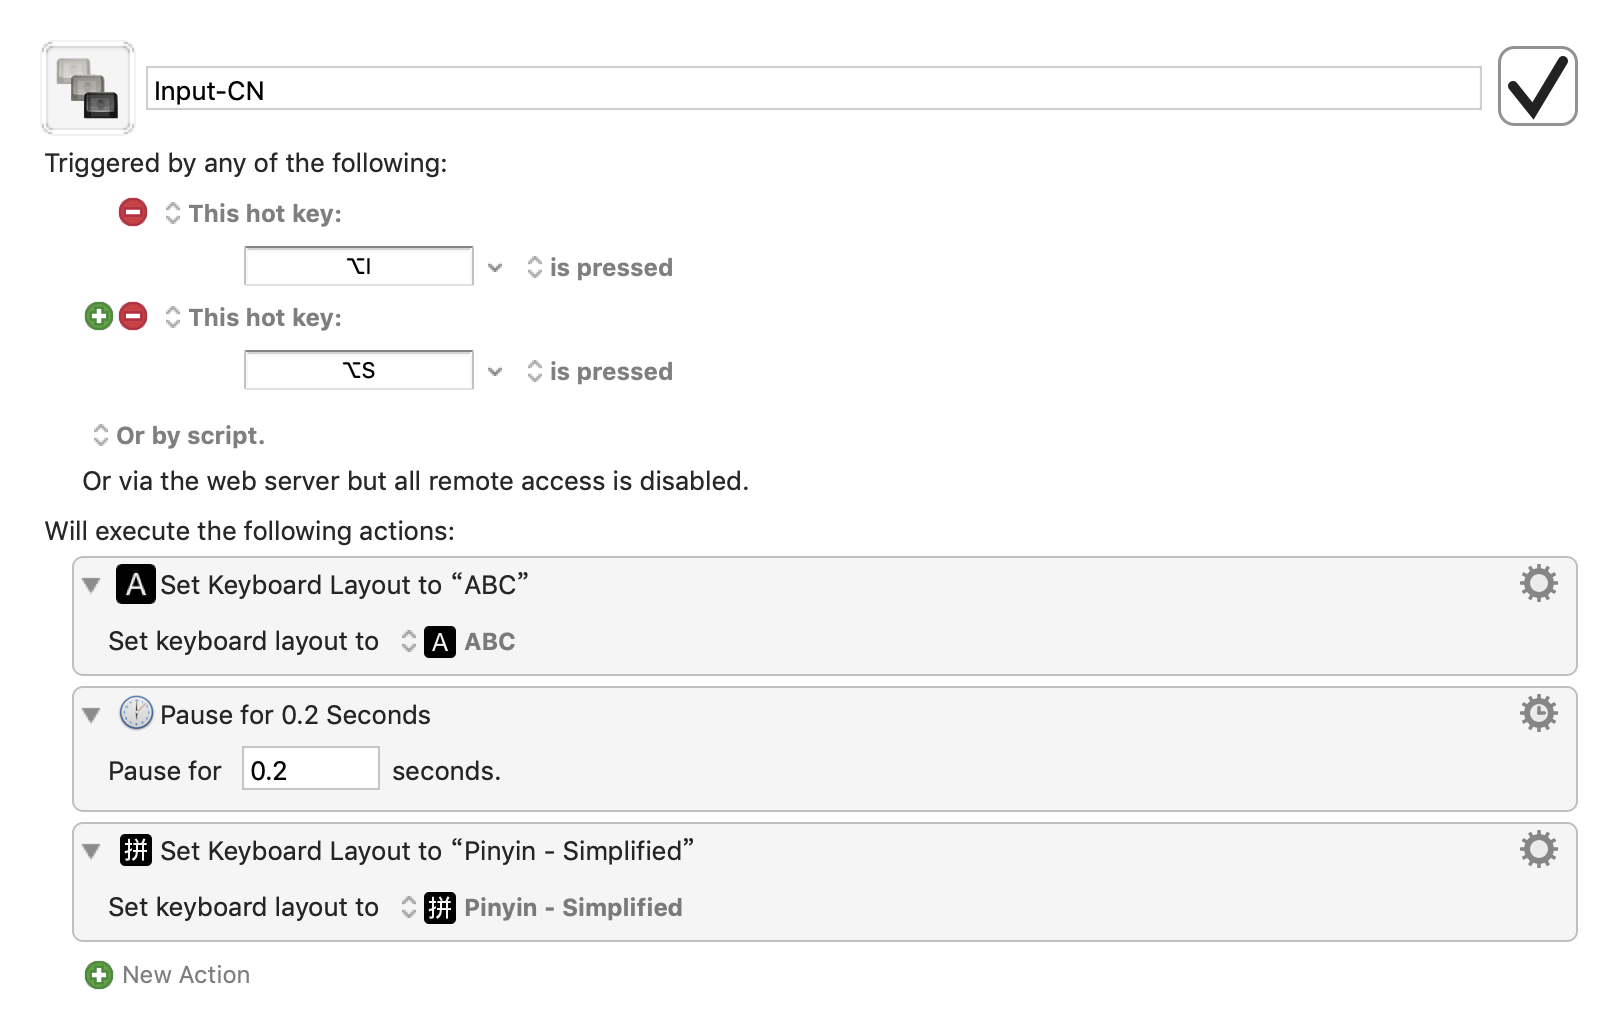 Input-CN
Triggered by any of the following:
This hot key:
⌥I is pressed
This hot key:
⌥S is pressed
Or by script.
Or via the web server but all remote access is disabled.
Will execute the following actions:
A Set Keyboard Layout to “ABC”
Set keyboard layout to A ABC
Pause for 0.2 Seconds
Pause for 0.2 seconds.
拼 Set Keyboard Layout to “Pinyin - Simplified”
Set keyboard layout to 拼 Pinyin - Simplified
New Action